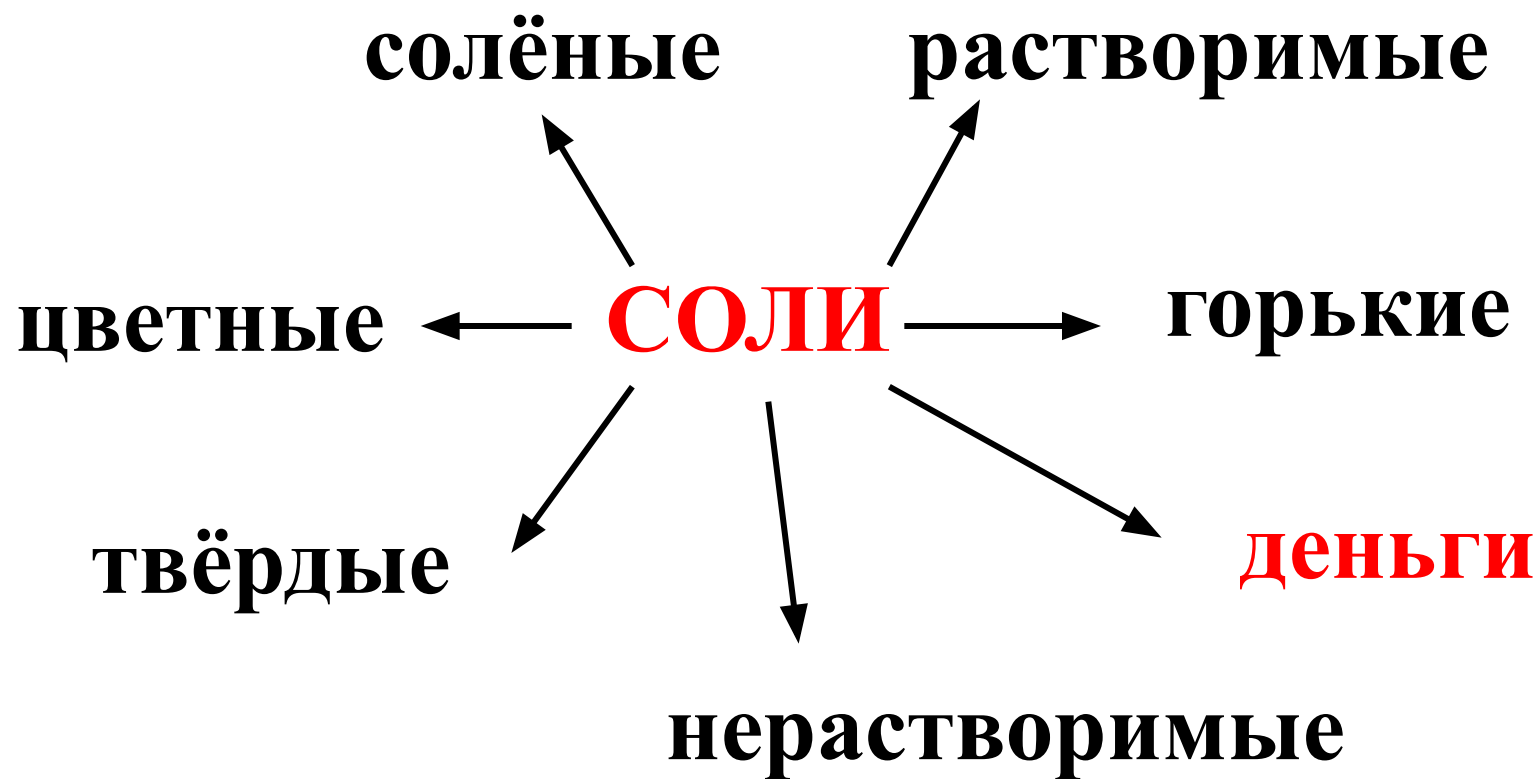 солёные
растворимые
цветные
СОЛИ
горькие
твёрдые
деньги
нерастворимые